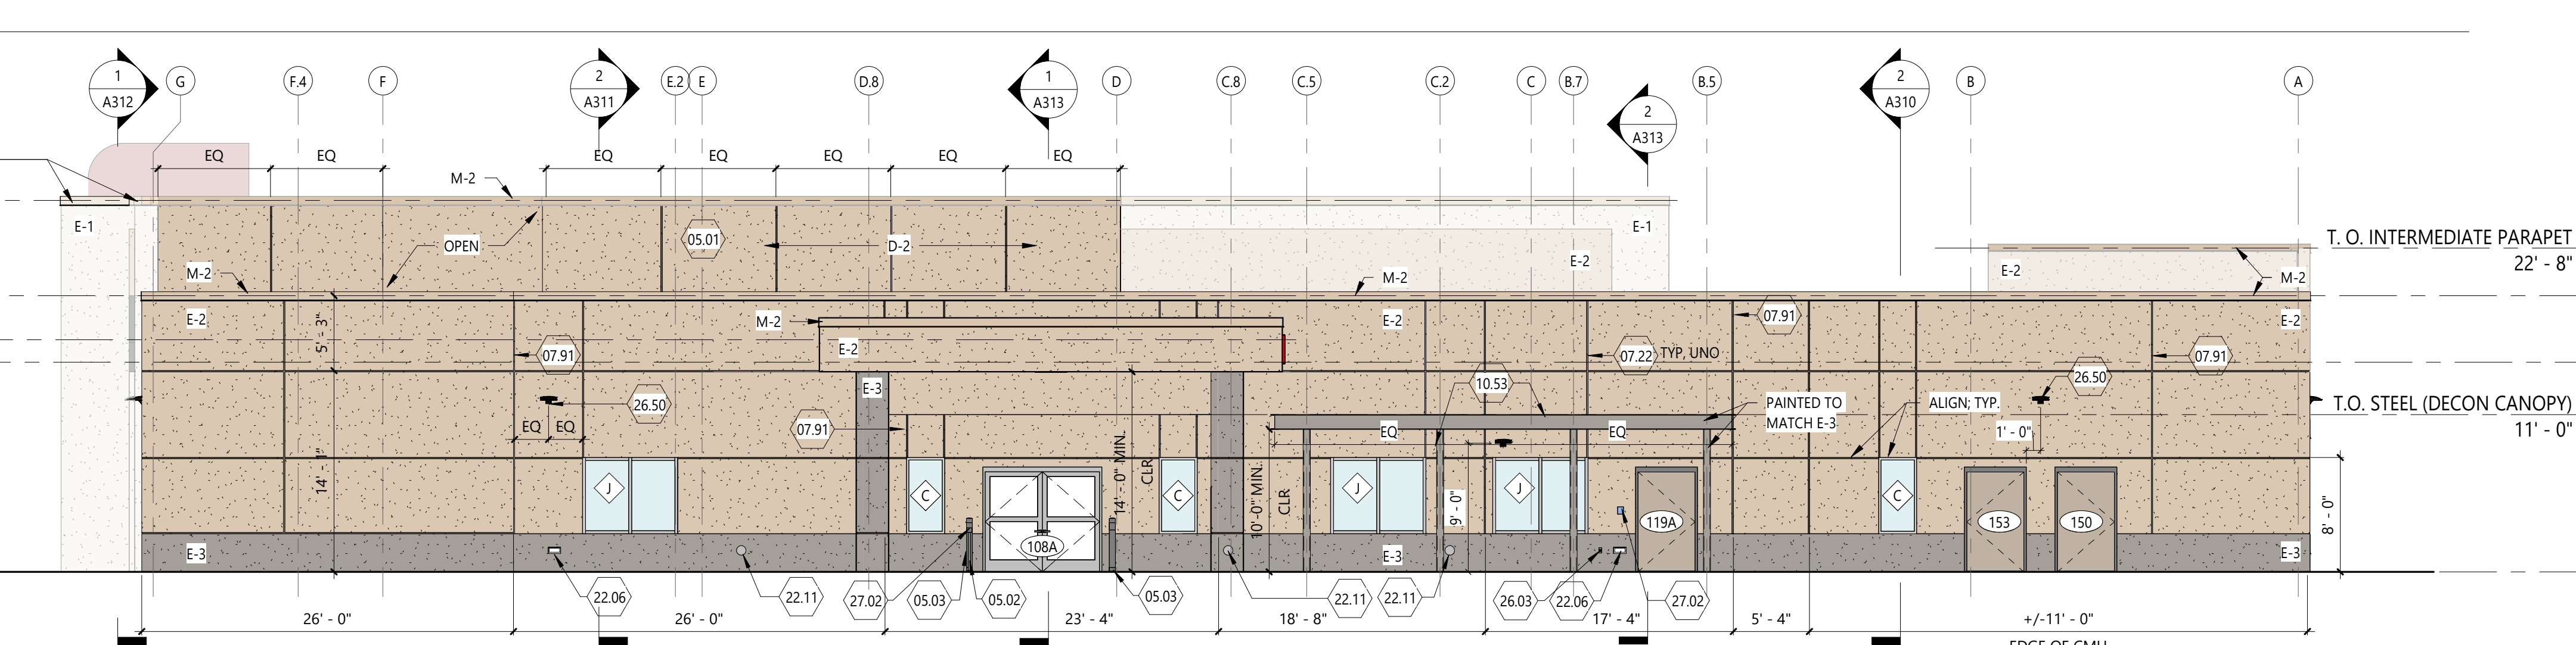 1
A312
G
F.4
F
2
A311
E.2
E
D.8
1
A313
D
C.8
C.5
C.2
C
B.7
2
A313
B.5
2
A310
B
A
EQ
EQ
EQ
EQ
EQ
EQ
EQ
M-2
E-1
OPEN
05.01
D-2
E-1
E-2
E-2
T. O. INTERMEDIATE PARAPET
22' - 8"
M-2
M-2
M-2
E-2
5' - 3"
M-2
E-2
E-2
07.91
E-2
07.91
07.22
TYP, UNO
07.91
26.50
E-3
10.53
26.50
07.91
EQ
EQ
EQ
EQ
PAINTED TO
MATCH E-3
ALIGN; TYP.
1' - 0"
T.O. STEEL (DECON CANOPY)
11' - 0"
14' - 1"
J
C
14' - 0" MIN.
CLR
C
10' -0" MIN.
CLR
J
9' - 0"
J
119A
C
153
150
8' - 0"
E-3
108A
E-3
E-3
22.06
22.11
27.02
05.03
05.02
05.03
22.11
22.11
26.03
22.06
27.02
26' - 0"
26' - 0"
23' - 4"
18' - 8"
17' - 4"
5' - 4"
+/-11' - 0"
EDGE OF CMU